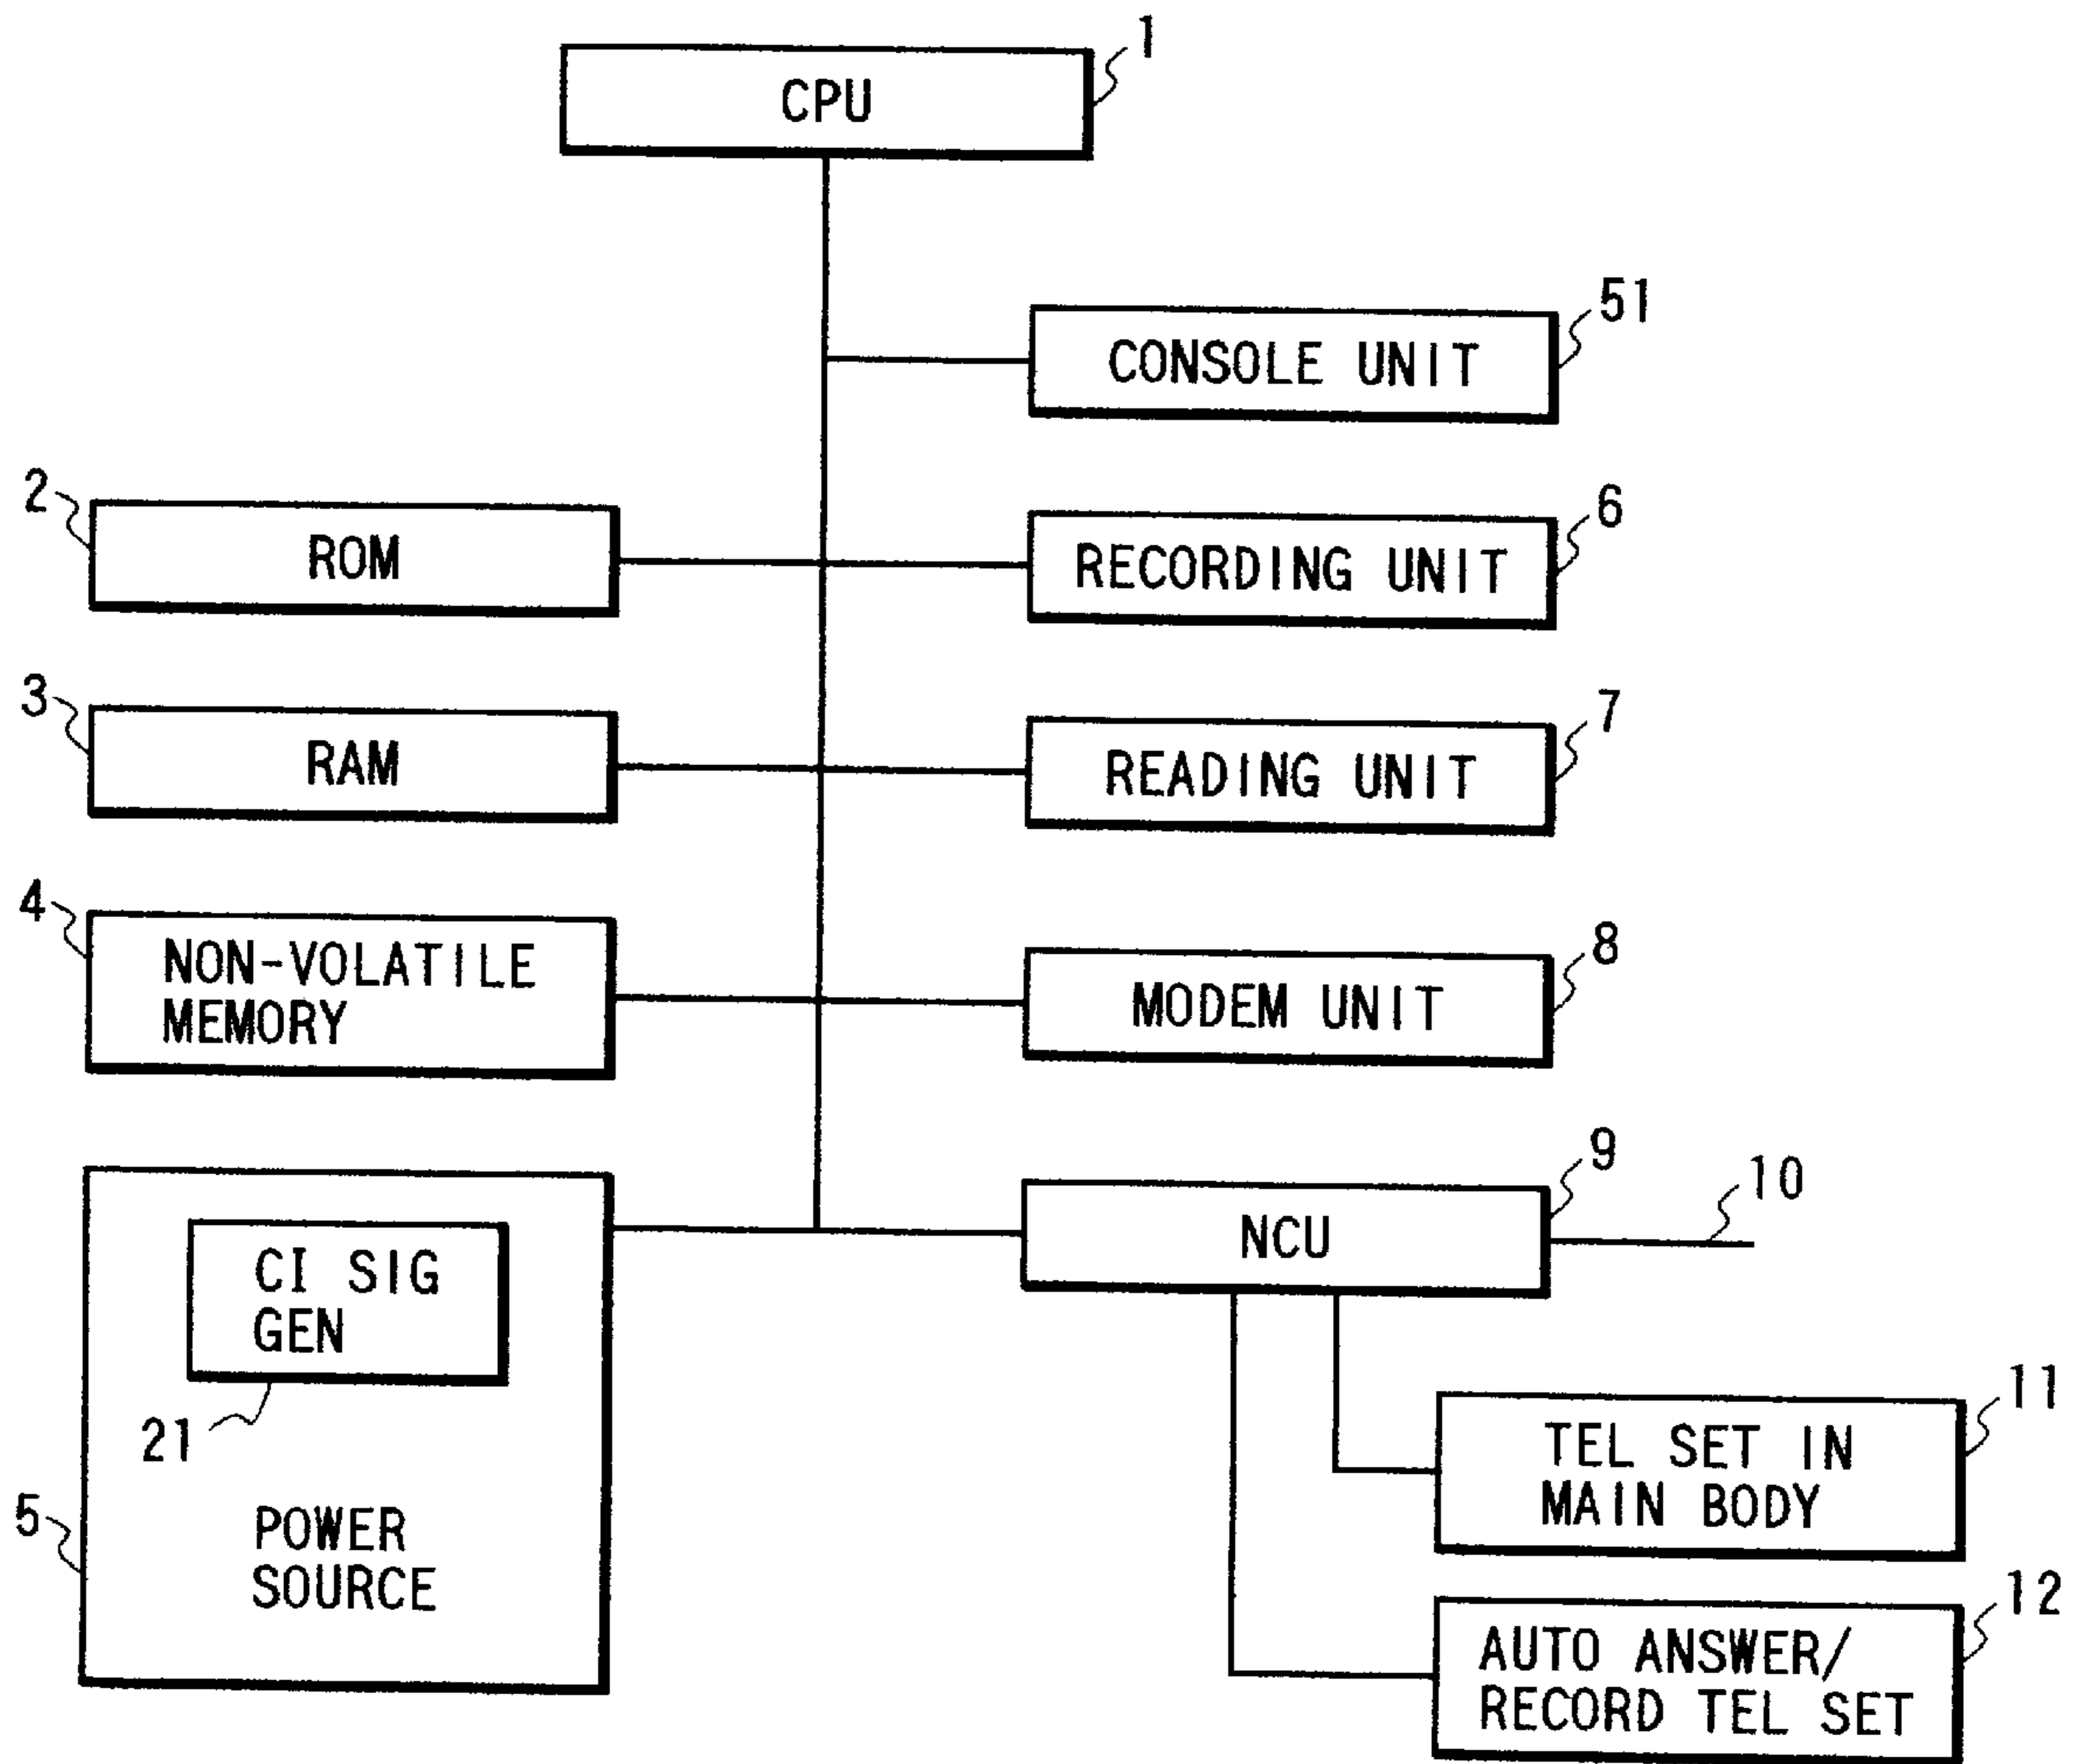 1
CPU
51
CONSOLE UNIT
2
ROM
6
RECORDING UNIT
3
RAM
7
READING UNIT
4
NON-VOLATILE
MEMORY
8
MODEM UNIT
9
NCU
10
CI SIG
GEN
21
5
POWER
SOURCE
11
TEL SET IN
MAIN BODY
12
AUTO ANSWER/
RECORD TEL SET